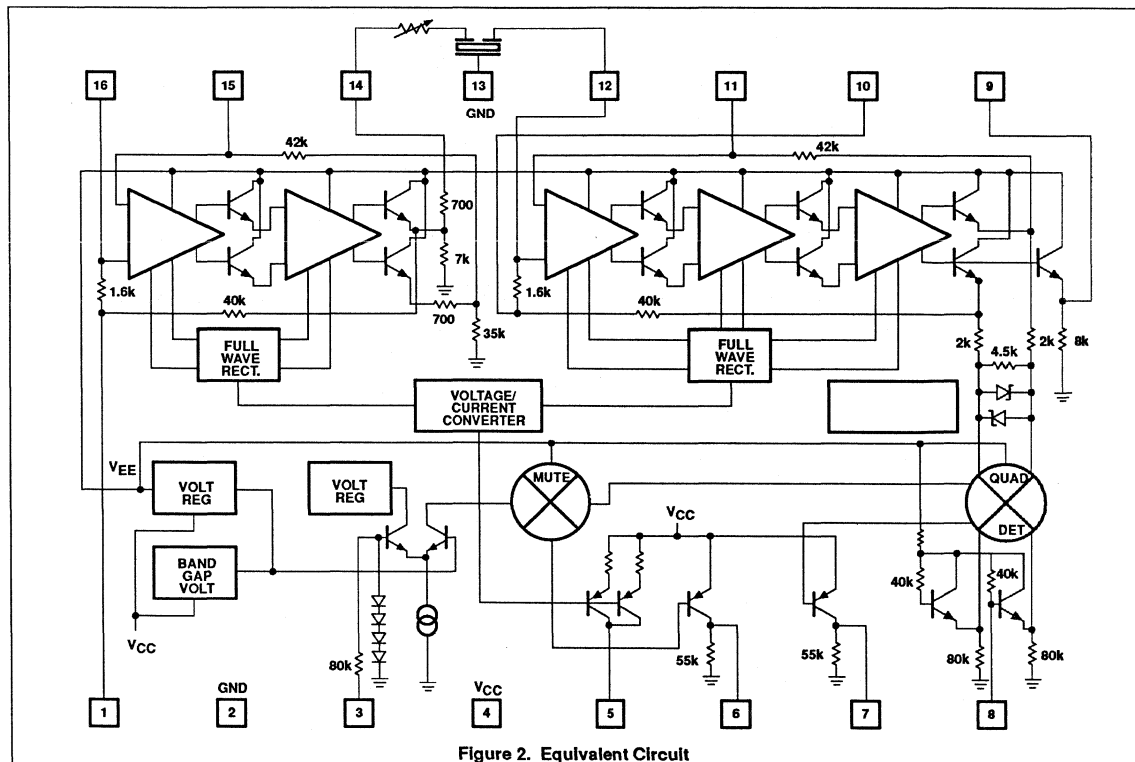 16
15
14
13
GND
12
11
10
9
42k
42k
700
7k
1.6k
40k
700
35k
1.6k
40k
2k
2k
8k
4.5k
FULL
WAVE
RECT.
FULL
WAVE
RECT.
VOLTAGE/
CURRENT
CONVERTER
VEE
VOLT
REG
VOLT
REG
MUTE
QUAD
DET
VCC
BAND
GAP
VOLT
VCC
40k
40k
80k
55k
55k
80k
80k
1
GND
2
3
VCC
4
5
6
7
8
Figure 2. Equivalent Circuit